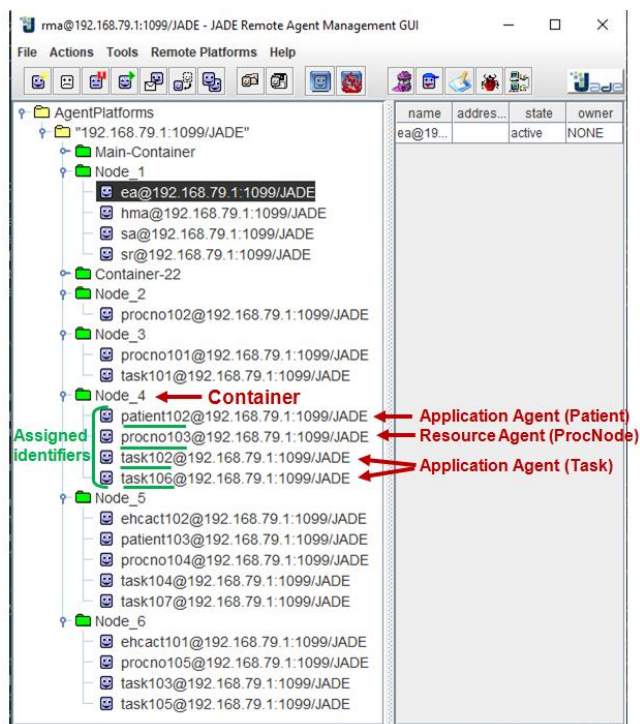 rma@192.168.79.1:1099/JADE - JADE Remote Agent Management GUI
File Actions Tools Remote Platforms Help
Jade
AgentPlatforms
"192.168.79.1:1099/JADE"
Main-Container
Node_1
ea@192.168.79.1:1099/JADE
hma@192.168.79.1:1099/JADE
sa@192.168.79.1:1099/JADE
sr@192.168.79.1:1099/JADE
Container-22
Node_2
procno102@192.168.79.1:1099/JADE
Node_3
procno101@192.168.79.1:1099/JADE
task101@192.168.79.1:1099/JADE
Node_4 Container
patient102@192.168.79.1:1099/JADE Application Agent (Patient)
Assigned procno103@192.168.79.1:1099/JADE Resource Agent (ProcNode)
identifiers task102@192.168.79.1:1099/JADE Application Agent (Task)
task106@192.168.79.1:1099/JADE
Node_5
ehcact102@192.168.79.1:1099/JADE
patient103@192.168.79.1:1099/JADE
procno104@192.168.79.1:1099/JADE
task104@192.168.79.1:1099/JADE
task107@192.168.79.1:1099/JADE
Node_6
ehcact101@192.168.79.1:1099/JADE
procno105@192.168.79.1:1099/JADE
task103@192.168.79.1:1099/JADE
task105@192.168.79.1:1099/JADE
name addres... state owner
ea@19... active NONE